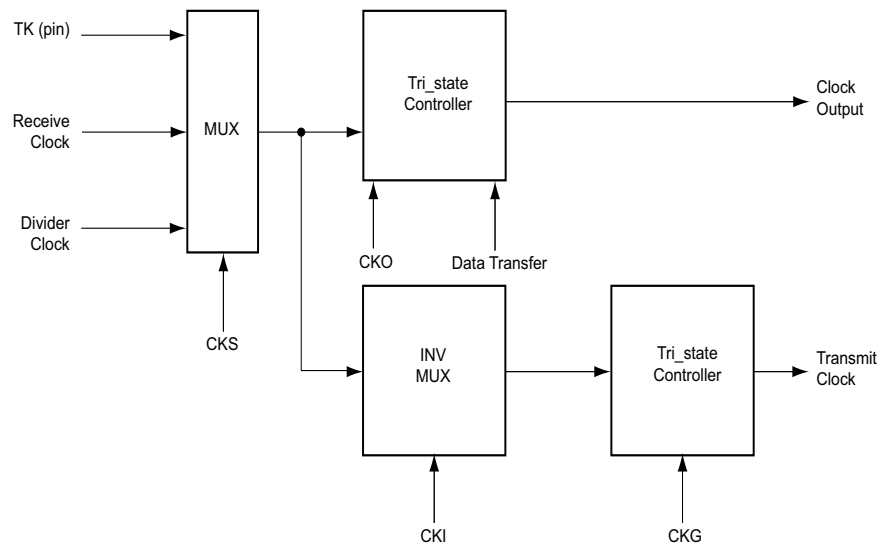 TK (pin)
Receive
Clock
Divider
Clock
MUX
CKS
Tri_state
Controller
CKO
Data Transfer
Clock
Output
INV
MUX
CKI
Tri_state
Controller
CKG
Transmit
Clock